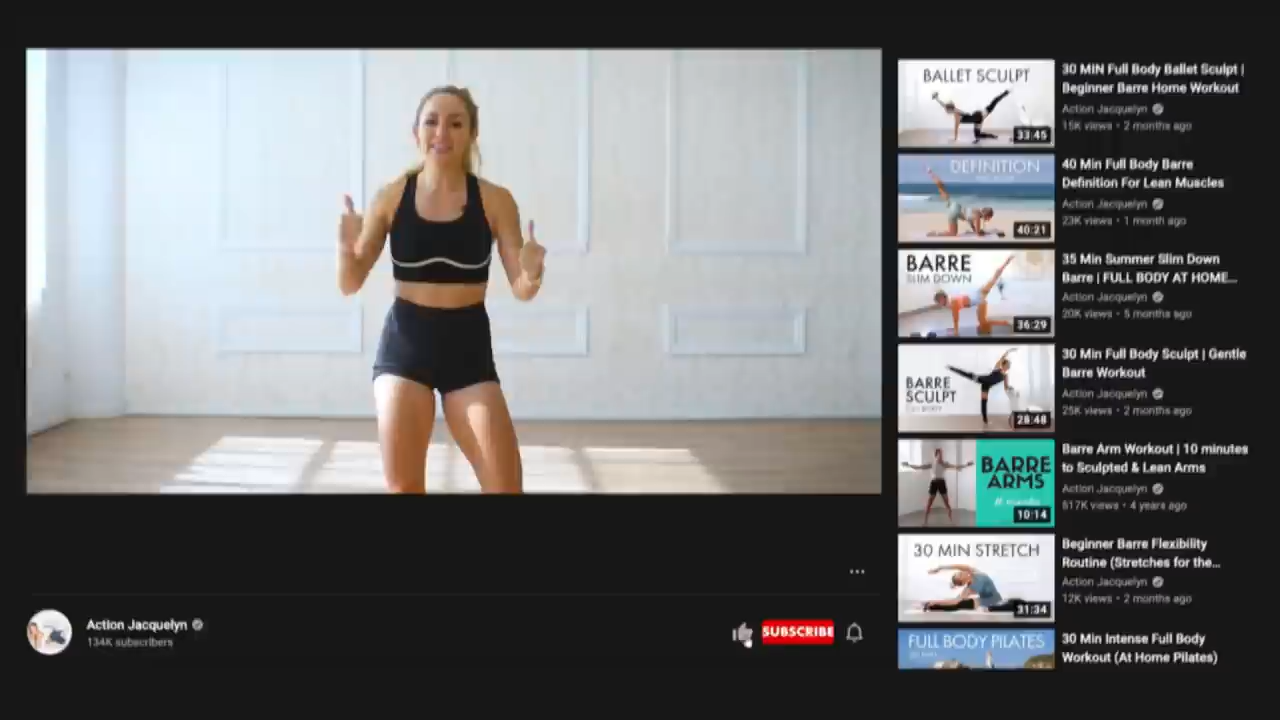 BALLET SCULPT
33:45
30 MIN Full Body Ballet Sculpt |
Beginner Barre Home Workout
Action Jacquelyn
15K views • 2 months ago
DEFINITION
40:21
40 Min Full Body Barre
Definition For Lean Muscles
Action Jacquelyn
23K views • 1 month ago
BARRE
SLIM DOWN
36:29
35 Min Summer Slim Down
Barre | FULL BODY AT HOME...
Action Jacquelyn
20K views • 5 months ago
BARRE
SCULPT
28:48
30 Min Full Body Sculpt | Gentle
Barre Workout
Action Jacquelyn
25K views • 2 months ago
BARRE
ARMS
10:14
Barre Arm Workout | 10 minutes
to Sculpted & Lean Arms
Action Jacquelyn
617K views • 4 years ago
30 MIN STRETCH
31:34
Beginner Barre Flexibility
Routine (Stretches for the...
Action Jacquelyn
12K views • 2 months ago
FULL BODY PILATES
30 Min Intense Full Body
Workout (At Home Pilates)
Action Jacquelyn
134K subscribers
SUBSCRIBE